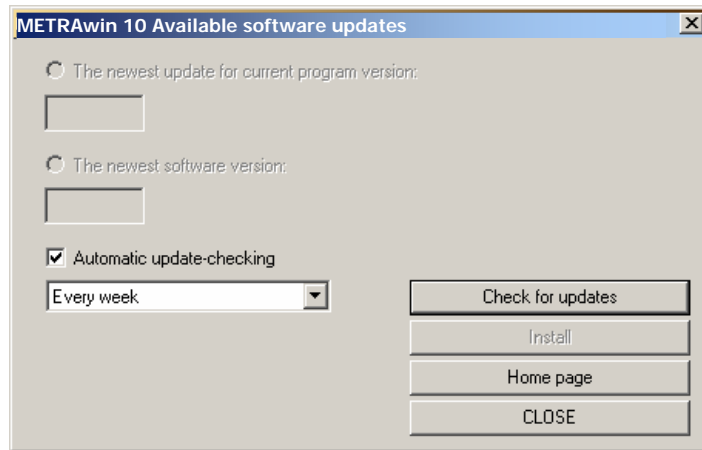 METRAwin 10 Available software updates
The newest update for current program version:
The newest software version:
Automatic update-checking
Every week
Check for updates
Install
Home page
CLOSE